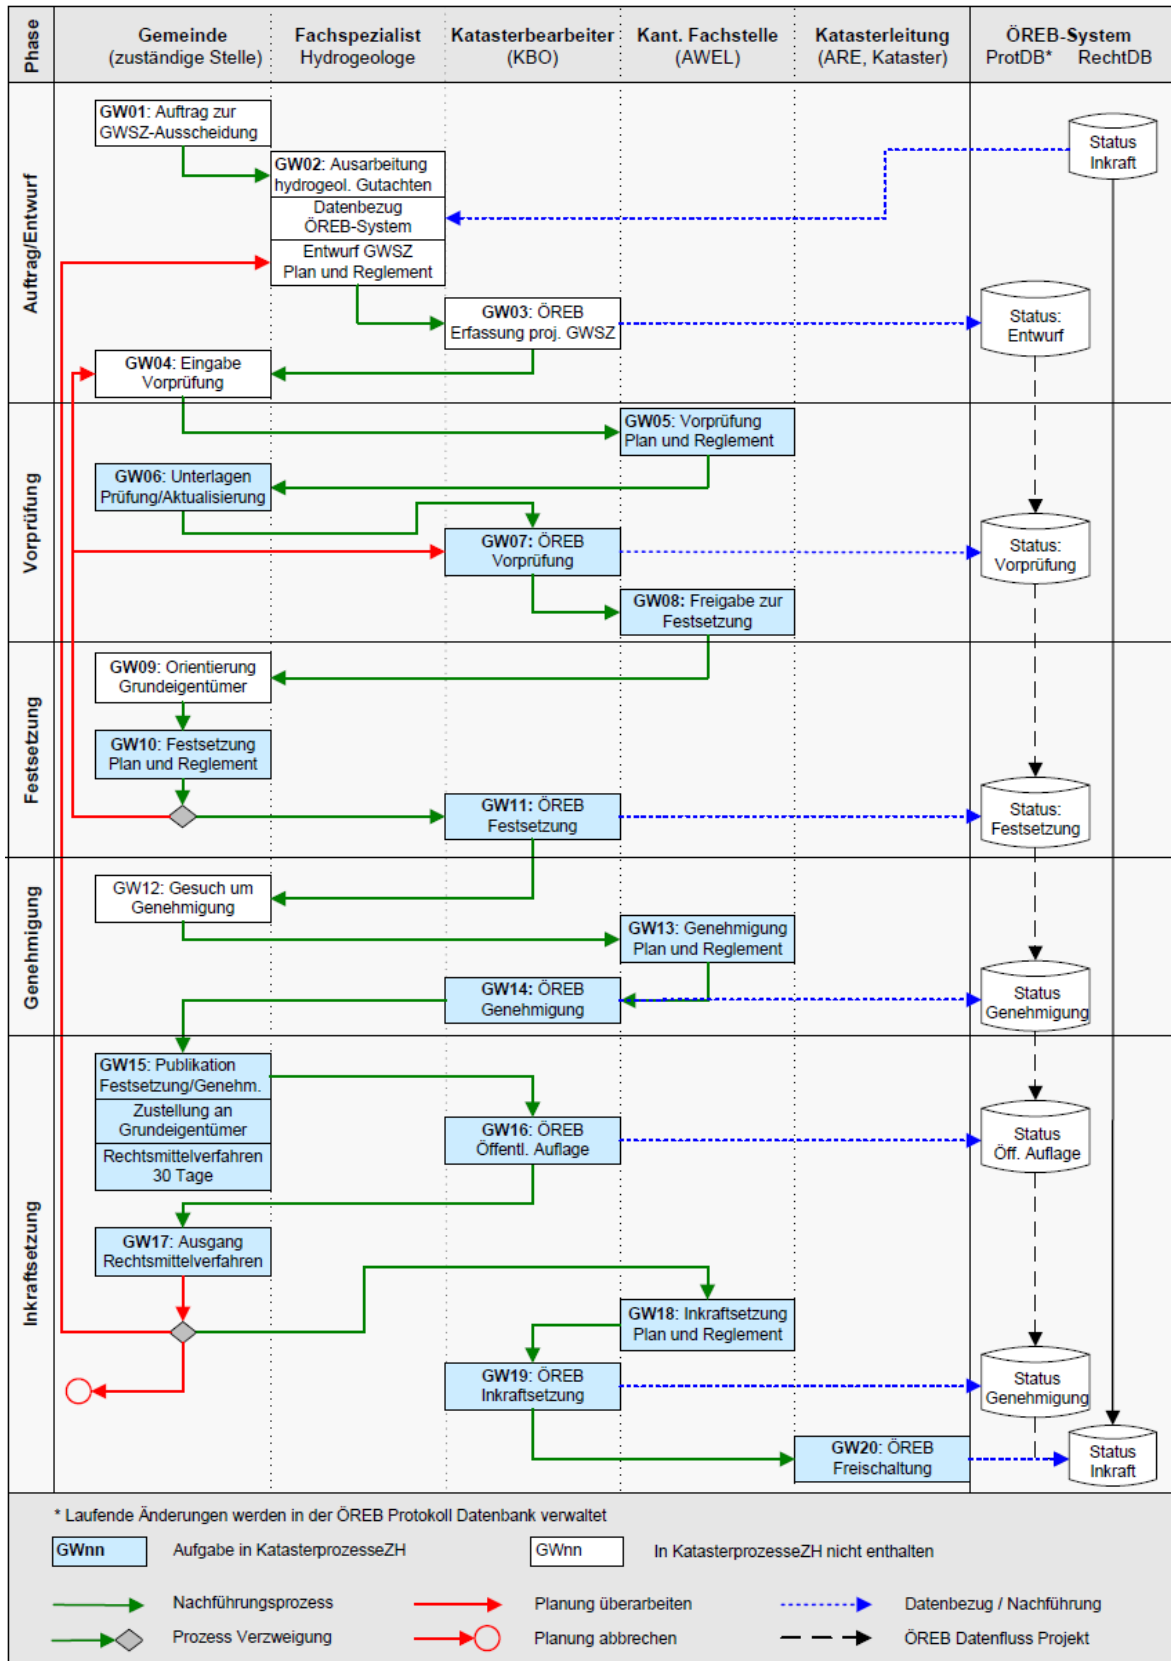 Phase
Gemeinde
(zuständige Stelle)
Fachspezialist
Hydrogeologe
Katasterbearbeiter
(KBO)
Kant. Fachstelle
(AWEL)
Katasterleitung
(ARE, Kataster)
ÖREB-System
ProtDB* RechtDB
Auftrag/Entwurf
GW01: Auftrag zur
GWSZ-Ausscheidung
Status
Inkraft
GW02: Ausarbeitung
hydrogeol. Gutachten
Datenbezug
ÖREB-System
Entwurf GWSZ
Plan und Reglement
GW03: ÖREB
Erfassung proj. GWSZ
Status:
Entwurf
GW04: Eingabe
Vorprüfung
Vorprüfung
GW05: Vorprüfung
Plan und Reglement
GW06: Unterlagen
Prüfung/Aktualisierung
GW07: ÖREB
Vorprüfung
Status:
Vorprüfung
GW08: Freigabe zur
Festsetzung
Festsetzung
GW09: Orientierung
Grundeigentümer
GW10: Festsetzung
Plan und Reglement
GW11: ÖREB
Festsetzung
Status:
Festsetzung
Genehmigung
GW12: Gesuch um
Genehmigung
GW13: Genehmigung
Plan und Reglement
GW14: ÖREB
Genehmigung
Status
Genehmigung
Inkraftsetzung
GW15: Publikation
Festsetzung/Genehm.
Zustellung an
Grundeigentümer
Rechtsmittelverfahren
30 Tage
GW16: ÖREB
Öffentl. Auflage
Status
Öff. Auflage
GW17: Ausgang
Rechtsmittelverfahren
GW18: Inkraftsetzung
Plan und Reglement
GW19: ÖREB
Inkraftsetzung
Status
Genehmigung
GW20: ÖREB
Freischaltung
Status
Inkraft
* Laufende Änderungen werden in der ÖREB Protokoll Datenbank verwaltet
GWnn Aufgabe in KatasterprozesseZH
GWnn In KatasterprozesseZH nicht enthalten
Nachführungsprozess
Planung überarbeiten
Datenbezug / Nachführung
Prozess Verzweigung
Planung abbrechen
ÖREB Datenfluss Projekt